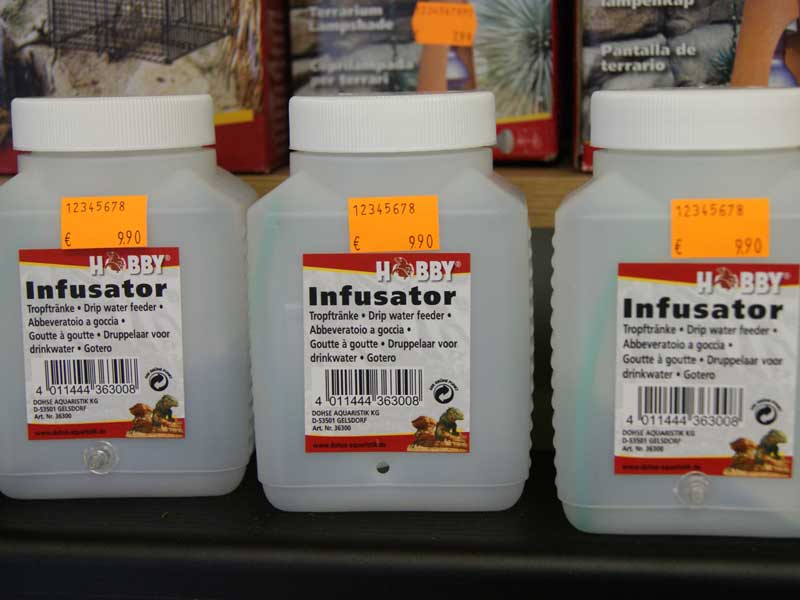 Terrarium
Lampshade
Coprilampada
per terrari
12345678
lampenkap
Pantalla de
terrario
12345678
€ 9.90
HOBBY®
Infusator
Tropftränke • Drip water feeder •
Abbeveratoio a goccia •
Goutte à goutte • Druppelaar voor
drinkwater • Gotero
4 011444 363008
DOHSE AQUARISTIK KG
D-53501 GELSDORF
Art. Nr. 36300
www.dohse-aquaristik.de
12345678
€ 9.90
HOBBY®
Infusator
Tropftränke • Drip water feeder •
Abbeveratoio a goccia •
Goutte à goutte • Druppelaar voor
drinkwater • Gotero
4 011444 363008
DOHSE AQUARISTIK KG
D-53501 GELSDORF
Art. Nr. 36300
www.dohse-aquaristik.de
12345678
€ 9.90
HOBBY®
Infusator
Tropftränke • Drip water feeder •
Abbeveratoio a goccia •
Goutte à goutte • Druppelaar voor
drinkwater • Gotero
4 011444 363008
DOHSE AQUARISTIK KG
D-53501 GELSDORF
Art. Nr. 36300
www.dohse-aquaristik.de